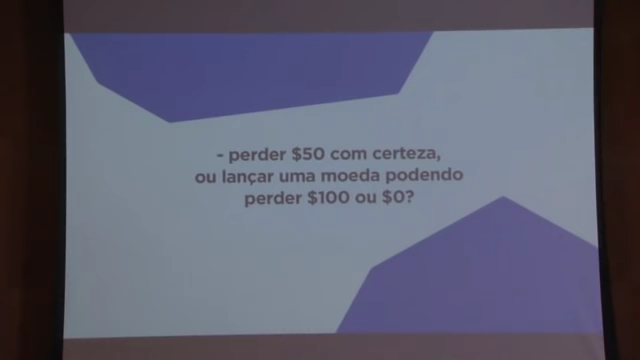 - perder $50 com certeza,
ou lançar uma moeda podendo
perder $100 ou $0?